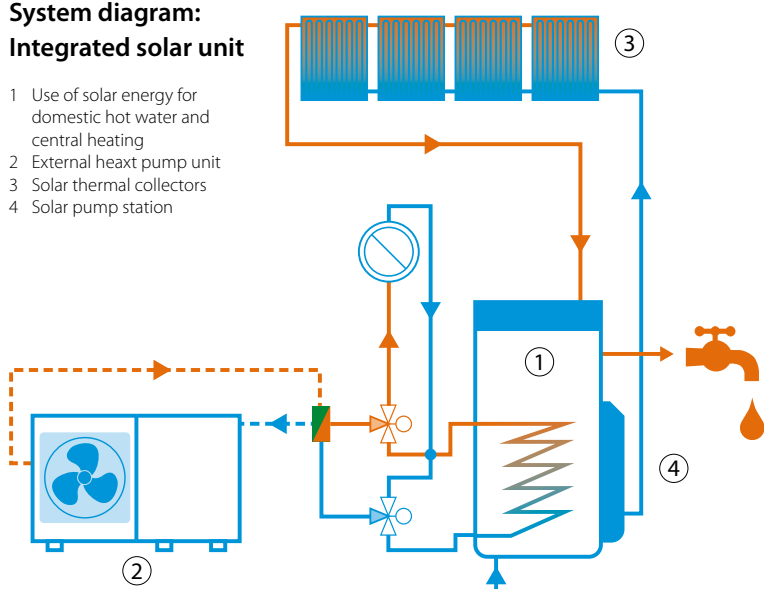 System diagram:
Integrated solar unit
1 Use of solar energy for
domestic hot water and
central heating
2 External heaxt pump unit
3 Solar thermal collectors
4 Solar pump station
3
1
4
2